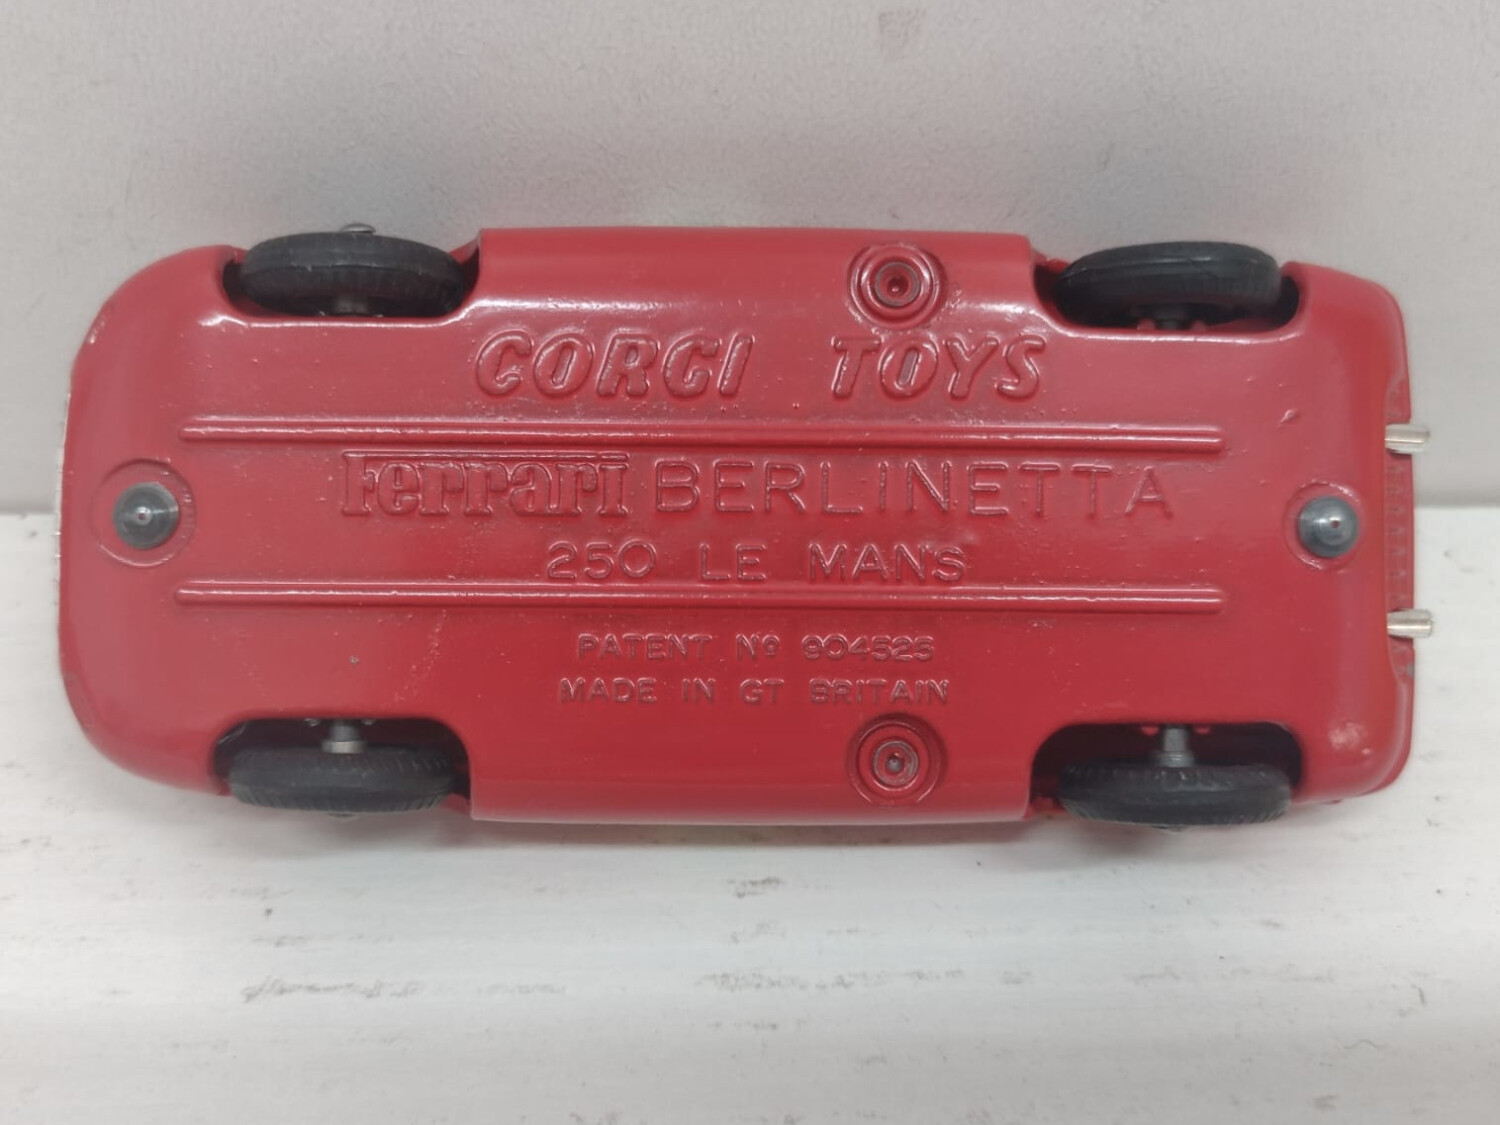 CORGI TOYS
Ferrari BERLINETTA
250 LE MANS
PATENT Nº 904525
MADE IN GT BRITAIN